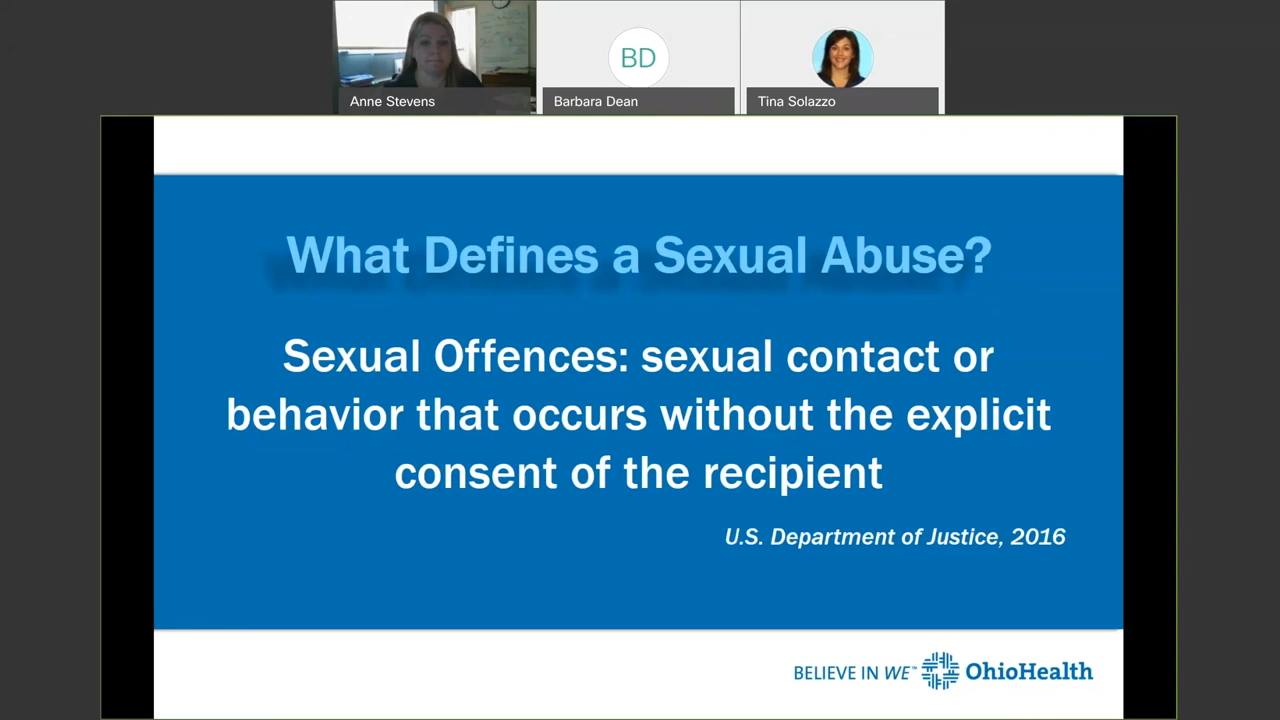 BD
Anne Stevens
Barbara Dean
Tina Solazzo
What Defines a Sexual Abuse?
Sexual Offences: sexual contact or
behavior that occurs without the explicit
consent of the recipient
U.S. Department of Justice, 2016
BELIEVE IN WE™ OhioHealth